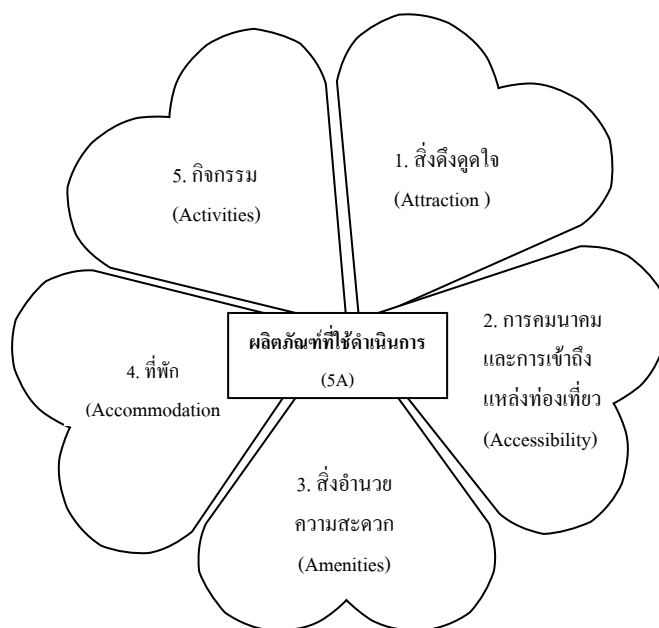 ผลิตภัณฑ์ที่ใช้ดำเนินการ
(5A)
1. สิ่งดึงดูดใจ
(Attraction )
2. การคมนาคม
และการเข้าถึง
แหล่งท่องเที่ยว
(Accessibility)
3. สิ่งอำนวย
ความสะดวก
(Amenities)
4. ที่พัก
(Accommodation
5. กิจกรรม
(Activities)